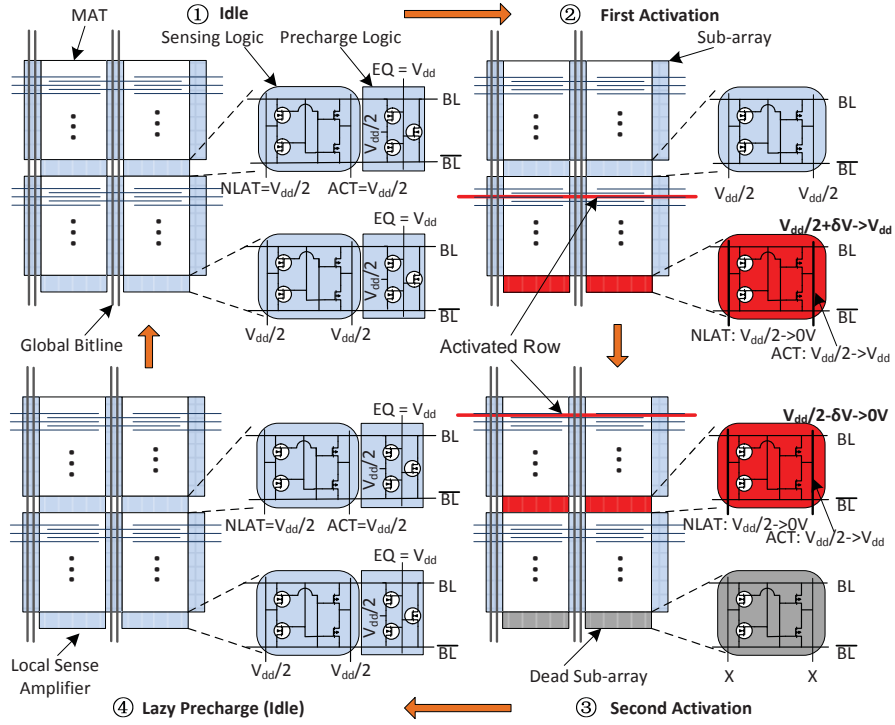 ① Idle
② First Activation
MAT
Sensing Logic
Precharge Logic
Sub-array
EQ = Vdd
BL
Vdd/2
BL
NLAT=Vdd/2
ACT=Vdd/2
EQ = Vdd
BL
Vdd/2
BL
Vdd/2
Vdd/2
Global Bitline
BL
BL
Vdd/2
Vdd/2
Vdd/2+δV->Vdd
BL
BL
NLAT: Vdd/2->0V
ACT: Vdd/2->Vdd
Activated Row
EQ = Vdd
BL
Vdd/2
BL
NLAT=Vdd/2
ACT=Vdd/2
EQ = Vdd
BL
Vdd/2
BL
Vdd/2
Vdd/2
Local Sense
Amplifier
Vdd/2-δV->0V
BL
BL
NLAT: Vdd/2->0V
ACT: Vdd/2->Vdd
BL
BL
X
X
Dead Sub-array
④ Lazy Precharge (Idle)
③ Second Activation